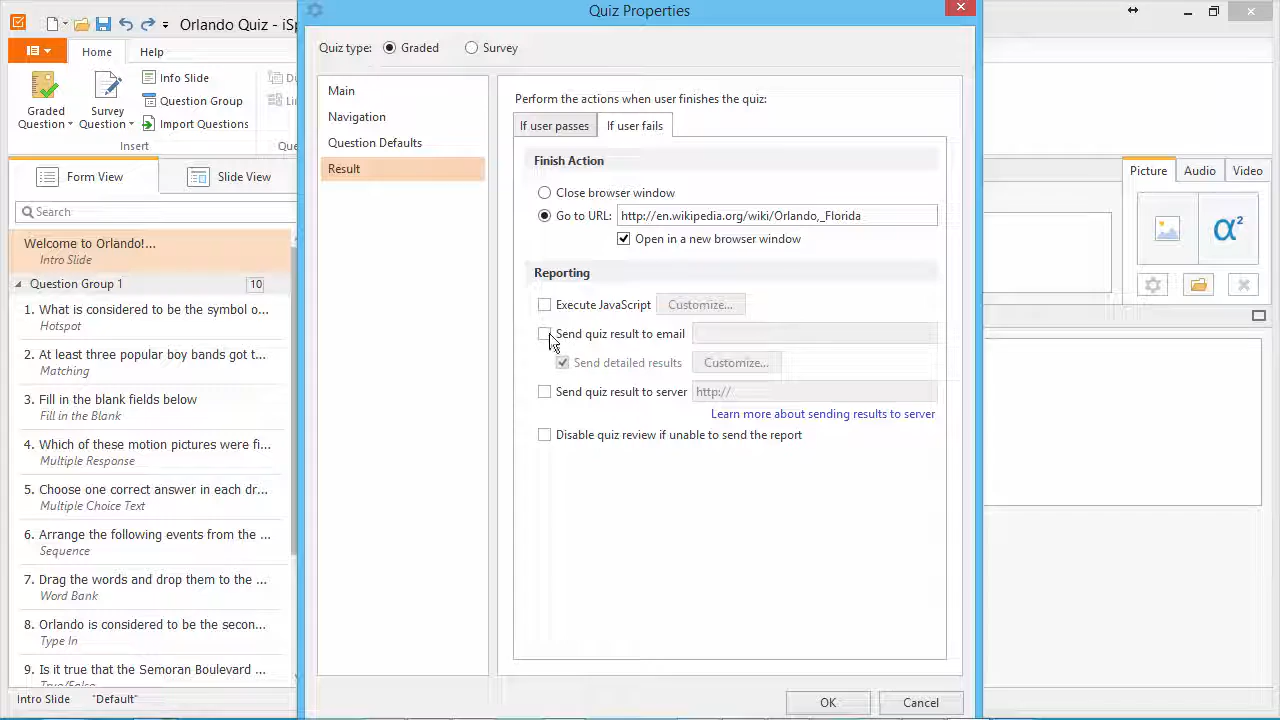 Orlando Quiz - iSp
Quiz Properties
Home
Help
Graded Question
Survey Question
Info Slide
Question Group
Import Questions
Insert
Form View
Slide View
Search
Welcome to Orlando!...
Intro Slide
Question Group 1
10
1. What is considered to be the symbol o...
Hotspot
2. At least three popular boy bands got t...
Matching
3. Fill in the blank fields below
Fill in the Blank
4. Which of these motion pictures were fi...
Multiple Response
5. Choose one correct answer in each dr...
Multiple Choice Text
6. Arrange the following events from the ...
Sequence
7. Drag the words and drop them to the ...
Word Bank
8. Orlando is considered to be the secon...
Type In
9. Is it true that the Semoran Boulevard ...
True/False
Intro Slide
"Default"
Quiz type:
Graded
Survey
Main
Navigation
Question Defaults
Result
Perform the actions when user finishes the quiz:
If user passes
If user fails
Finish Action
Close browser window
Go to URL:
http://en.wikipedia.org/wiki/Orlando,_Florida
Open in a new browser window
Reporting
Execute JavaScript
Customize...
Send quiz result to email
Send detailed results
Customize...
Send quiz result to server
http://
Learn more about sending results to server
Disable quiz review if unable to send the report
OK
Cancel
Picture
Audio
Video
α²